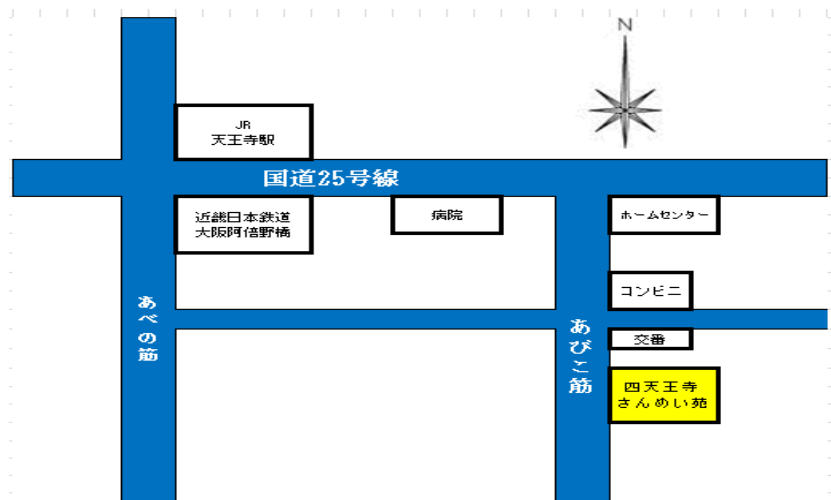 N
JR
天王寺駅
国道25号線
近畿日本鉄道
大阪阿倍野橋
病院
ホームセンター
コンビニ
あべの筋
あびこ筋
交番
四天王寺
さんめい苑